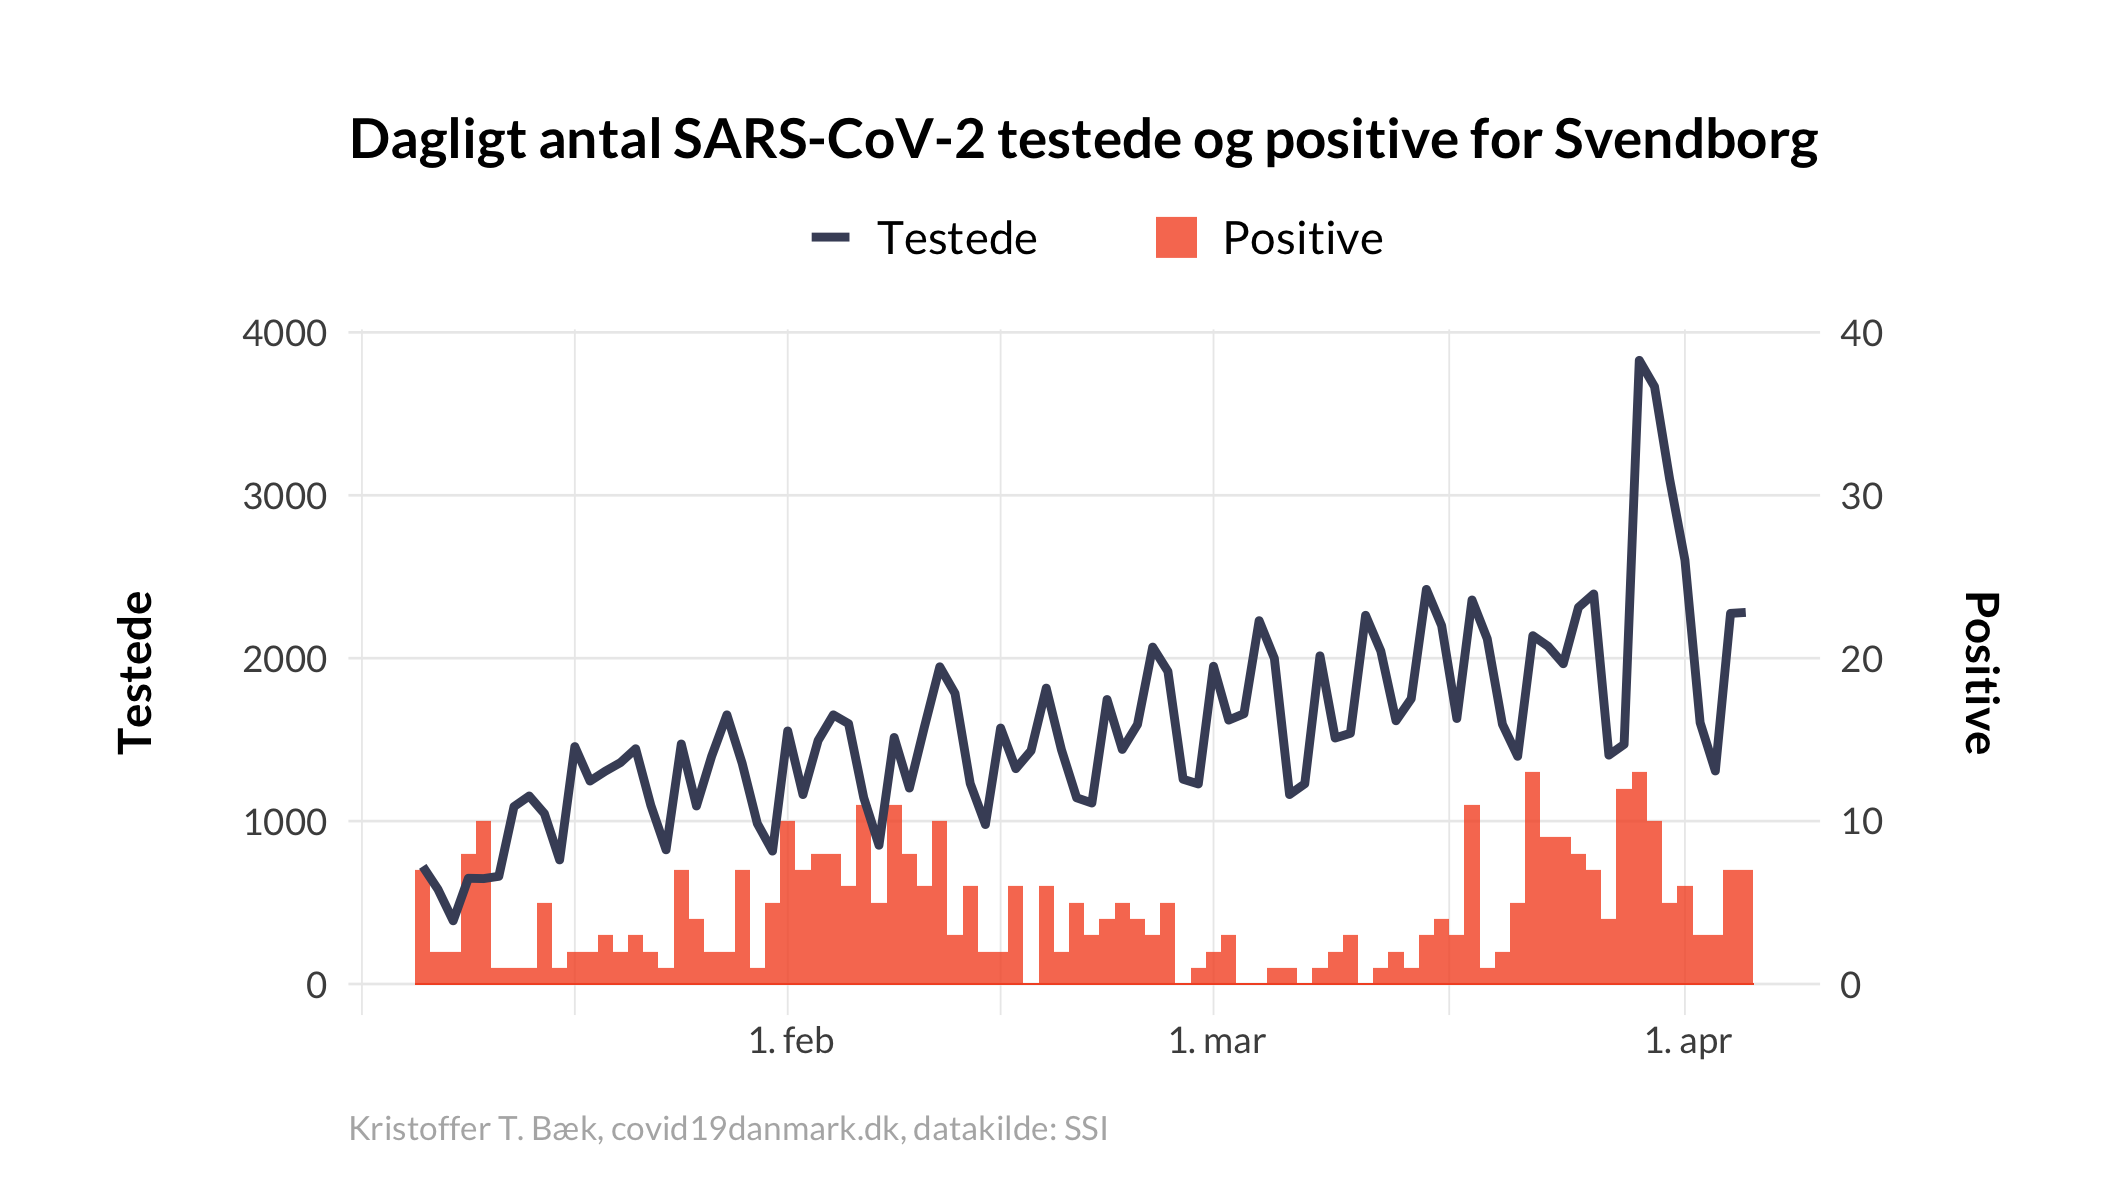 Dagligt antal SARS-CoV-2 testede og positive for Svendborg
Testede Positive
4000 40
3000 30
2000 20
1000 10
0 0
Testede
Positive
1. feb 1. mar 1. apr
Kristoffer T. Bæk, covid19danmark.dk, datakilde: SSI